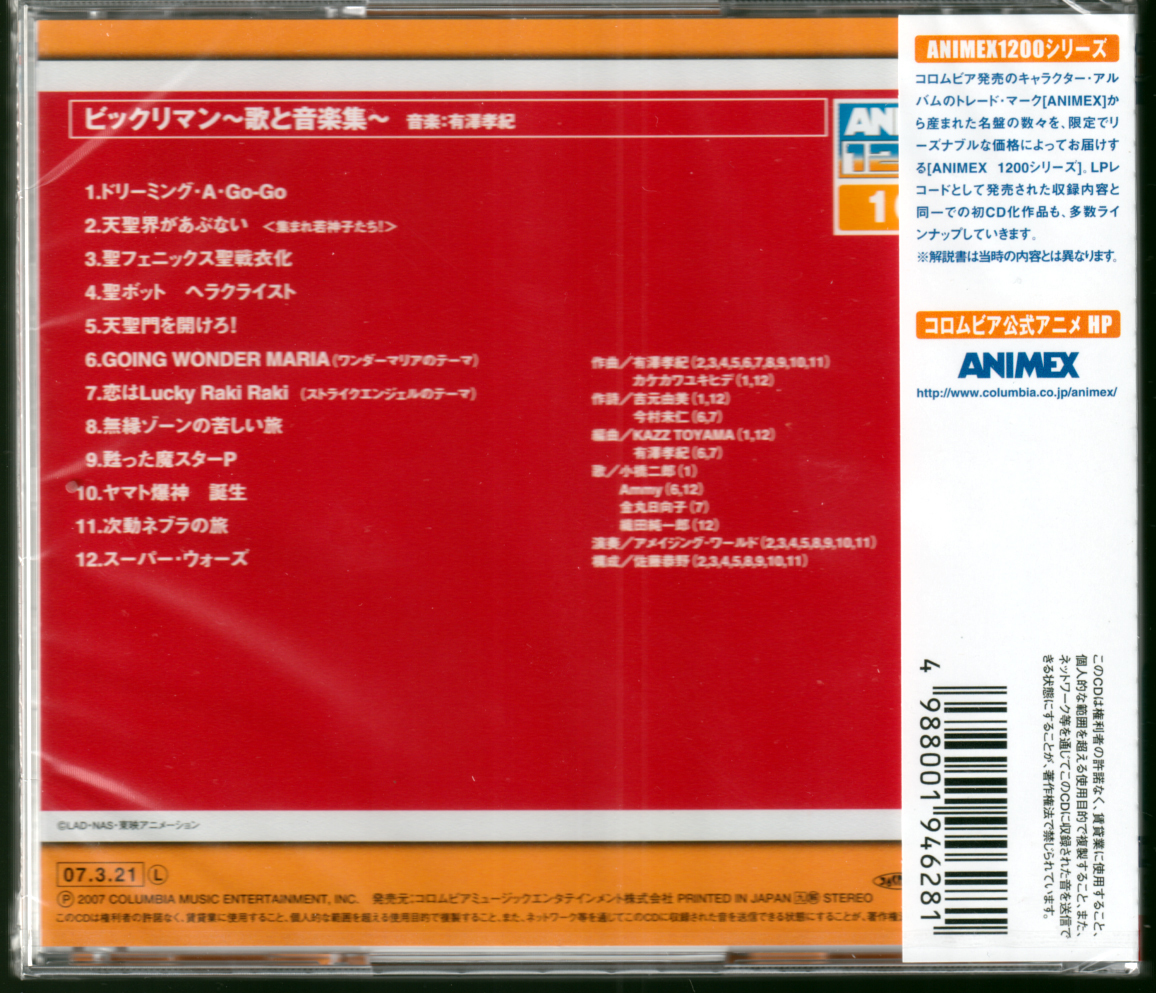 ビックリマン〜歌と音楽集〜 音楽:有澤孝紀
1.ドリーミング・A・Go-Go
2.天聖界があぶない <集まれ若神子たち!>
3.聖フェニックス聖戦衣化
4.聖ボット ヘラクライスト
5.天聖門を開けろ!
6.GOING WONDER MARIA(ワンダーマリアのテーマ)
7.恋はLucky Raki Raki (ストライクエンジェルのテーマ)
8.無縁ゾーンの苦しい旅
9.甦った魔スターP
10.ヤマト爆神 誕生
11.次動ネブラの旅
12.スーパー・ウォーズ
作曲/有澤孝紀(2,3,4,5,6,7,8,9,10,11)
カケカワユキヒデ(1,12)
作詩/吉元由美(1,12)
今村未仁(6,7)
編曲/KAZZ TOYAMA(1,12)
有澤孝紀(6,7)
歌/小橋二郎(1)
Ammy(6,12)
金丸日向子(7)
織田純一郎(12)
演奏/アメイジング・ワールド(2,3,4,5,8,9,10,11)
構成/佐藤恭野(2,3,4,5,8,9,10,11)
©LAD・NAS・東映アニメーション
07.3.21 Ⓛ
Ⓟ 2007 COLUMBIA MUSIC ENTERTAINMENT, INC. 発売元:コロムビアミュージックエンタテインメント株式会社 PRINTED IN JAPAN STEREO
このCDは権利者の許諾なく、賃貸業に使用すること、個人的な範囲を超える使用目的で複製すること、また、ネットワーク等を通じてこのCDに収録された音を送信できる状態にすることが、著作権
ANIMEX1200シリーズ
コロムビア発売のキャラクター・アル
バムのトレード・マーク[ANIMEX]か
ら産まれた名盤の数々を、限定でリ
ーズナブルな価格によってお届けす
る[ANIMEX 1200シリーズ]。LPレ
コードとして発売された収録内容と
同一での初CD化作品も、多数ライ
ンナップしていきます。
※解説書は当時の内容とは異なります。
コロムビア公式アニメ HP
ANIMEX
http://www.columbia.co.jp/animex/
このCDは権利者の許諾なく、賃貸業に使用すること、
個人的な範囲を超える使用目的で複製すること、また、
ネットワーク等を通じてこのCDに収録された音を送信で
きる状態にすることが、著作権法で禁じられています。
4 988001 946281